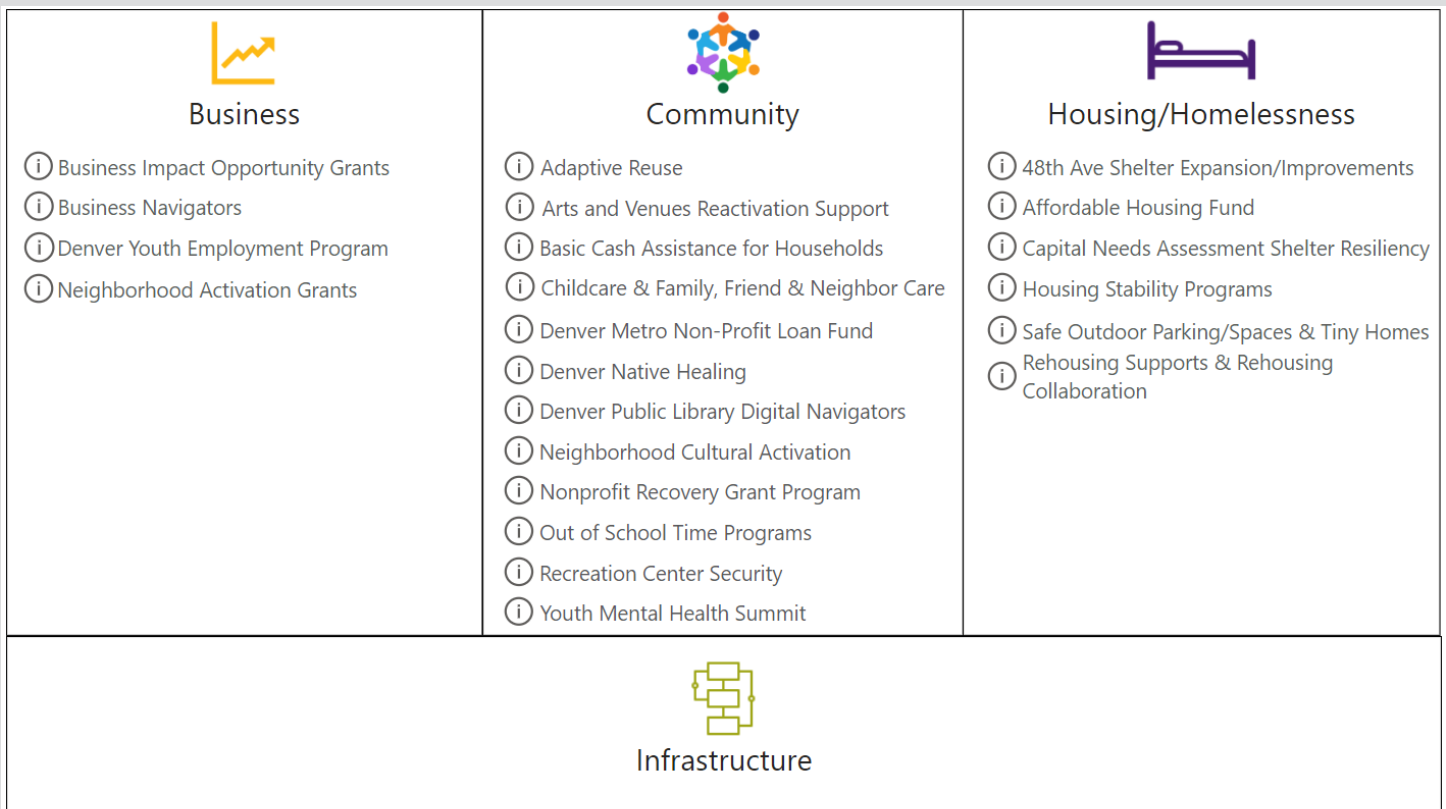 Business
Business Impact Opportunity Grants
Business Navigators
Denver Youth Employment Program
Neighborhood Activation Grants
Community
Adaptive Reuse
Arts and Venues Reactivation Support
Basic Cash Assistance for Households
Childcare & Family, Friend & Neighbor Care
Denver Metro Non-Profit Loan Fund
Denver Native Healing
Denver Public Library Digital Navigators
Neighborhood Cultural Activation
Nonprofit Recovery Grant Program
Out of School Time Programs
Recreation Center Security
Youth Mental Health Summit
Housing/Homelessness
48th Ave Shelter Expansion/Improvements
Affordable Housing Fund
Capital Needs Assessment Shelter Resiliency
Housing Stability Programs
Safe Outdoor Parking/Spaces & Tiny Homes
Rehousing Supports & Rehousing
Collaboration
Infrastructure